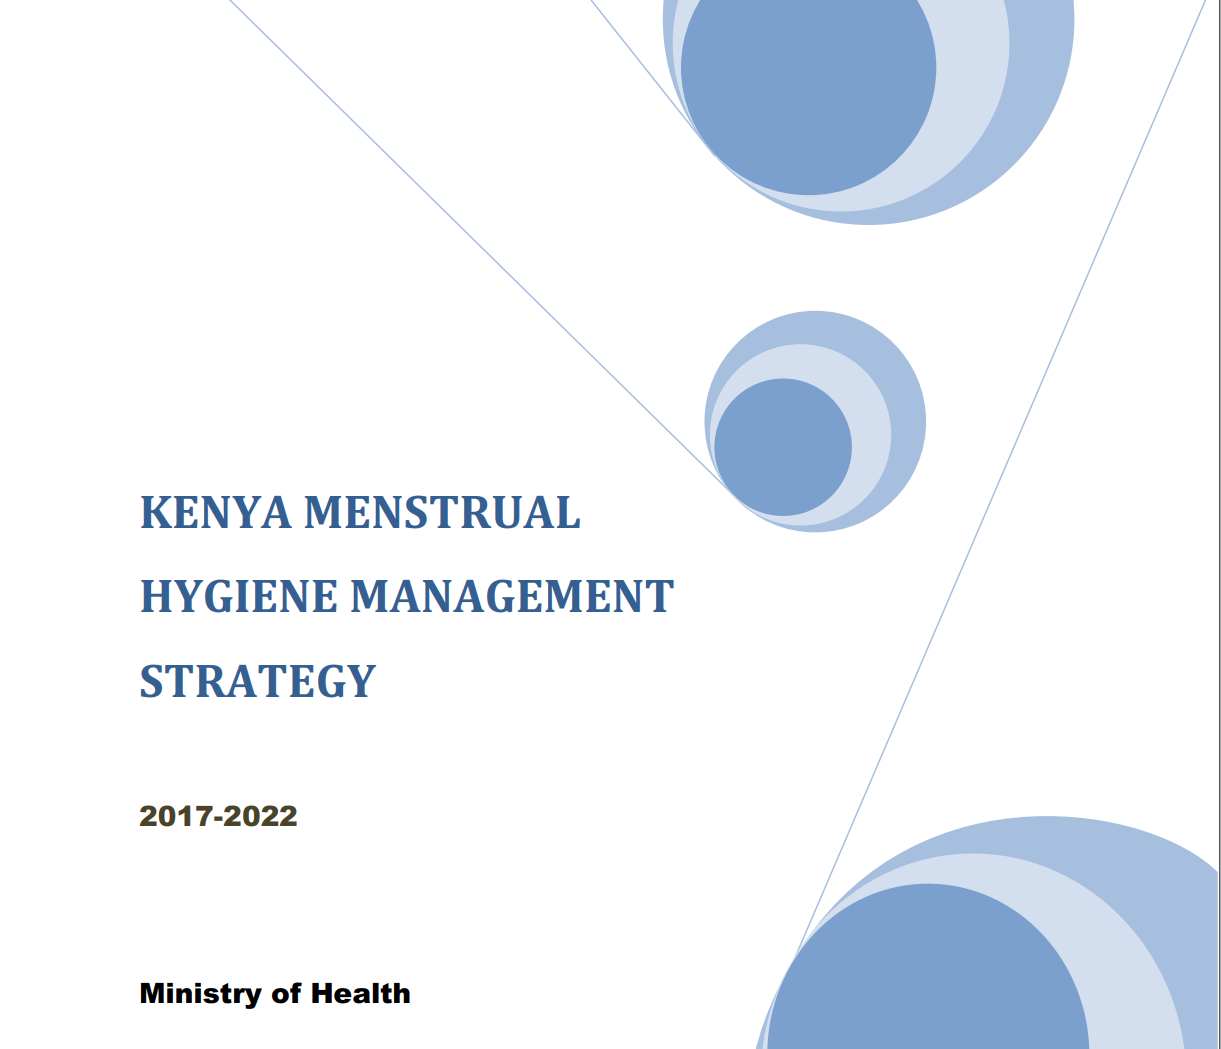 KENYA MENSTRUAL
HYGIENE MANAGEMENT
STRATEGY
2017-2022
Ministry of Health